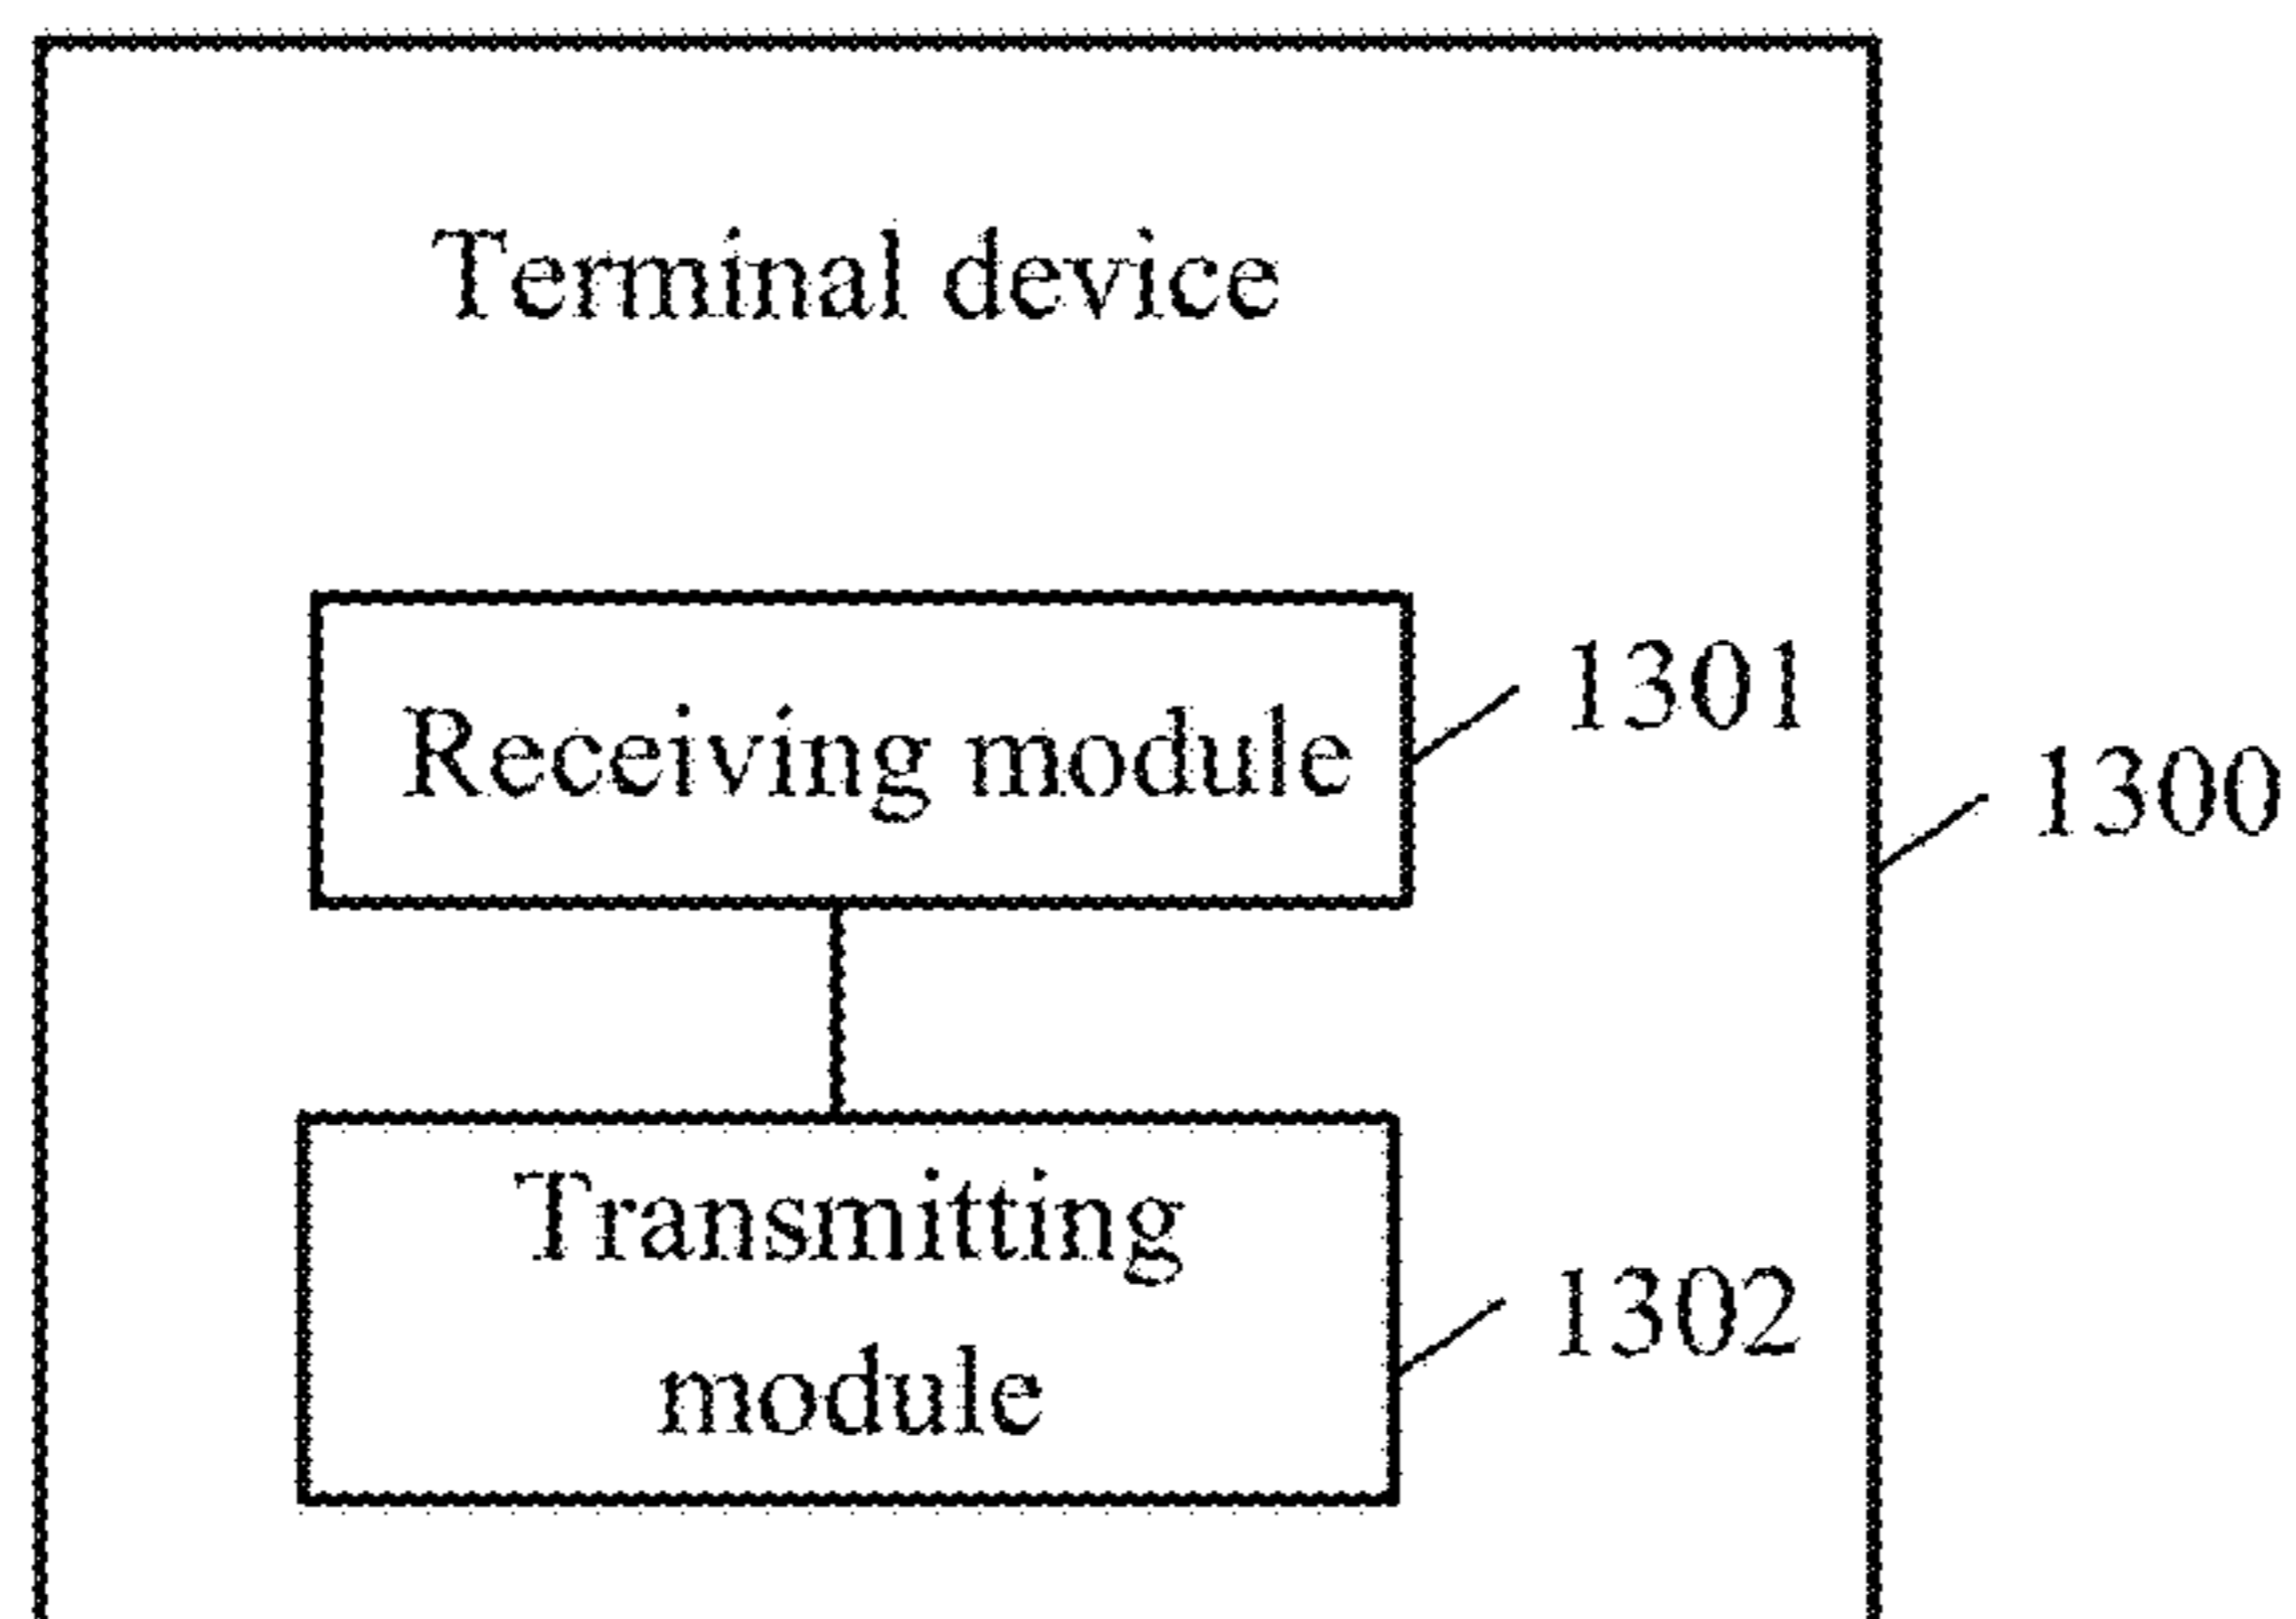 Terminal device
Receiving module
1301
1300
Transmitting
module
1302